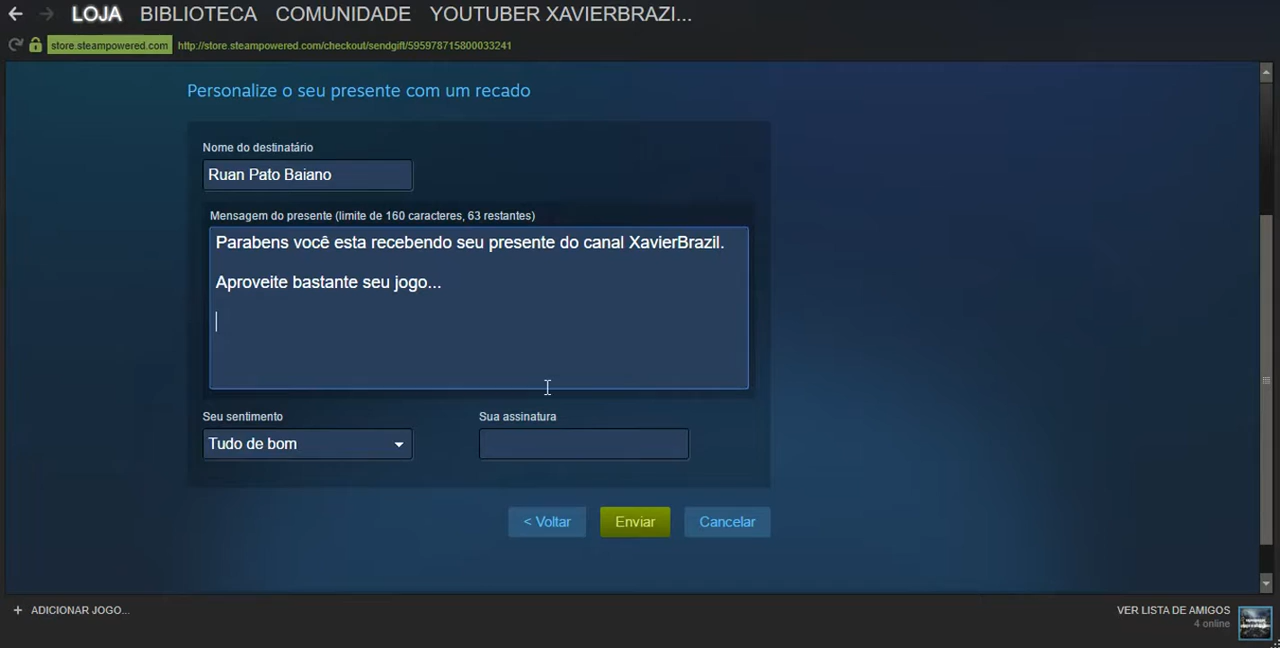 LOJA BIBLIOTECA COMUNIDADE YOUTUBER XAVIERBRAZI...
store.steampowered.com http://store.steampowered.com/checkout/sendgift/595978715800033241
Personalize o seu presente com um recado
Nome do destinatário
Ruan Pato Baiano
Mensagem do presente (limite de 160 caracteres, 63 restantes)
Parabens você esta recebendo seu presente do canal XavierBrazil.
Aproveite bastante seu jogo...
Seu sentimento Sua assinatura
Tudo de bom
< Voltar Enviar Cancelar
+ ADICIONAR JOGO... VER LISTA DE AMIGOS
4 online